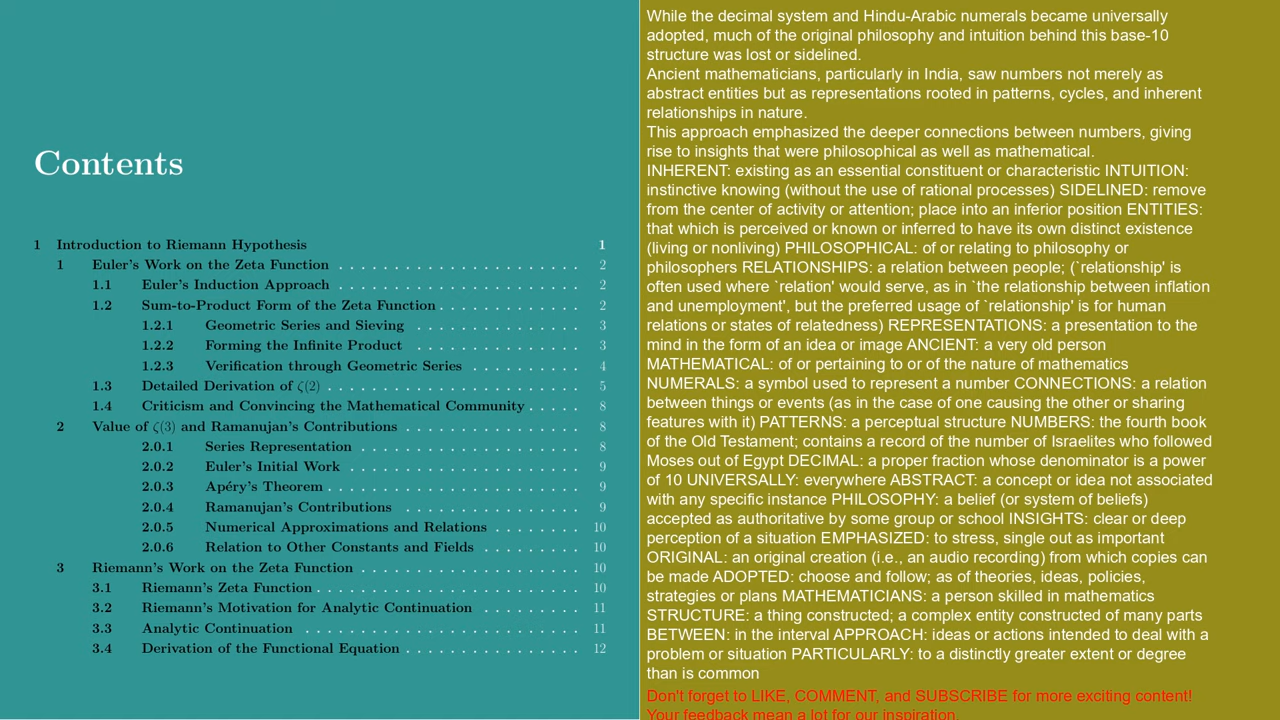 Contents
1 Introduction to Riemann Hypothesis 1
1 Euler's Work on the Zeta Function . . . . . . . . . . . . . . . . . . . . . . 2
1.1 Euler's Induction Approach . . . . . . . . . . . . . . . . . . . . . . 2
1.2 Sum-to-Product Form of the Zeta Function . . . . . . . . . . . . . 2
1.2.1 Geometric Series and Sieving . . . . . . . . . . . . . . . 3
1.2.2 Forming the Infinite Product . . . . . . . . . . . . . . . 3
1.2.3 Verification through Geometric Series . . . . . . . . . . 4
1.3 Detailed Derivation of ζ(2) . . . . . . . . . . . . . . . . . . . . . . 5
1.4 Criticism and Convincing the Mathematical Community . . . . . 8
2 Value of ζ(3) and Ramanujan's Contributions . . . . . . . . . . . . . . . . 8
2.0.1 Series Representation . . . . . . . . . . . . . . . . . . . . 8
2.0.2 Euler's Initial Work . . . . . . . . . . . . . . . . . . . . 9
2.0.3 Apéry's Theorem . . . . . . . . . . . . . . . . . . . . . . 9
2.0.4 Ramanujan's Contributions . . . . . . . . . . . . . . . . 9
2.0.5 Numerical Approximations and Relations . . . . . . . . 10
2.0.6 Relation to Other Constants and Fields . . . . . . . . . 10
3 Riemann's Work on the Zeta Function . . . . . . . . . . . . . . . . . . . . 10
3.1 Riemann's Zeta Function . . . . . . . . . . . . . . . . . . . . . . . 10
3.2 Riemann's Motivation for Analytic Continuation . . . . . . . . . 11
3.3 Analytic Continuation . . . . . . . . . . . . . . . . . . . . . . . . 11
3.4 Derivation of the Functional Equation . . . . . . . . . . . . . . . . 12
While the decimal system and Hindu-Arabic numerals became universally
adopted, much of the original philosophy and intuition behind this base-10
structure was lost or sidelined.
Ancient mathematicians, particularly in India, saw numbers not merely as
abstract entities but as representations rooted in patterns, cycles, and inherent
relationships in nature.
This approach emphasized the deeper connections between numbers, giving
rise to insights that were philosophical as well as mathematical.
INHERENT: existing as an essential constituent or characteristic INTUITION:
instinctive knowing (without the use of rational processes) SIDELINED: remove
from the center of activity or attention; place into an inferior position ENTITIES:
that which is perceived or known or inferred to have its own distinct existence
(living or nonliving) PHILOSOPHICAL: of or relating to philosophy or
philosophers RELATIONSHIPS: a relation between people; (`relationship' is
often used where `relation' would serve, as in `the relationship between inflation
and unemployment', but the preferred usage of `relationship' is for human
relations or states of relatedness) REPRESENTATIONS: a presentation to the
mind in the form of an idea or image ANCIENT: a very old person
MATHEMATICAL: of or pertaining to or of the nature of mathematics
NUMERALS: a symbol used to represent a number CONNECTIONS: a relation
between things or events (as in the case of one causing the other or sharing
features with it) PATTERNS: a perceptual structure NUMBERS: the fourth book
of the Old Testament; contains a record of the number of Israelites who followed
Moses out of Egypt DECIMAL: a proper fraction whose denominator is a power
of 10 UNIVERSALLY: everywhere ABSTRACT: a concept or idea not associated
with any specific instance PHILOSOPHY: a belief (or system of beliefs)
accepted as authoritative by some group or school INSIGHTS: clear or deep
perception of a situation EMPHASIZED: to stress, single out as important
ORIGINAL: an original creation (i.e., an audio recording) from which copies can
be made ADOPTED: choose and follow; as of theories, ideas, policies,
strategies or plans MATHEMATICIANS: a person skilled in mathematics
STRUCTURE: a thing constructed; a complex entity constructed of many parts
BETWEEN: in the interval APPROACH: ideas or actions intended to deal with a
problem or situation PARTICULARLY: to a distinctly greater extent or degree
than is common
Don't forget to LIKE, COMMENT, and SUBSCRIBE for more exciting content!
Your feedback mean a lot for our inspiration.